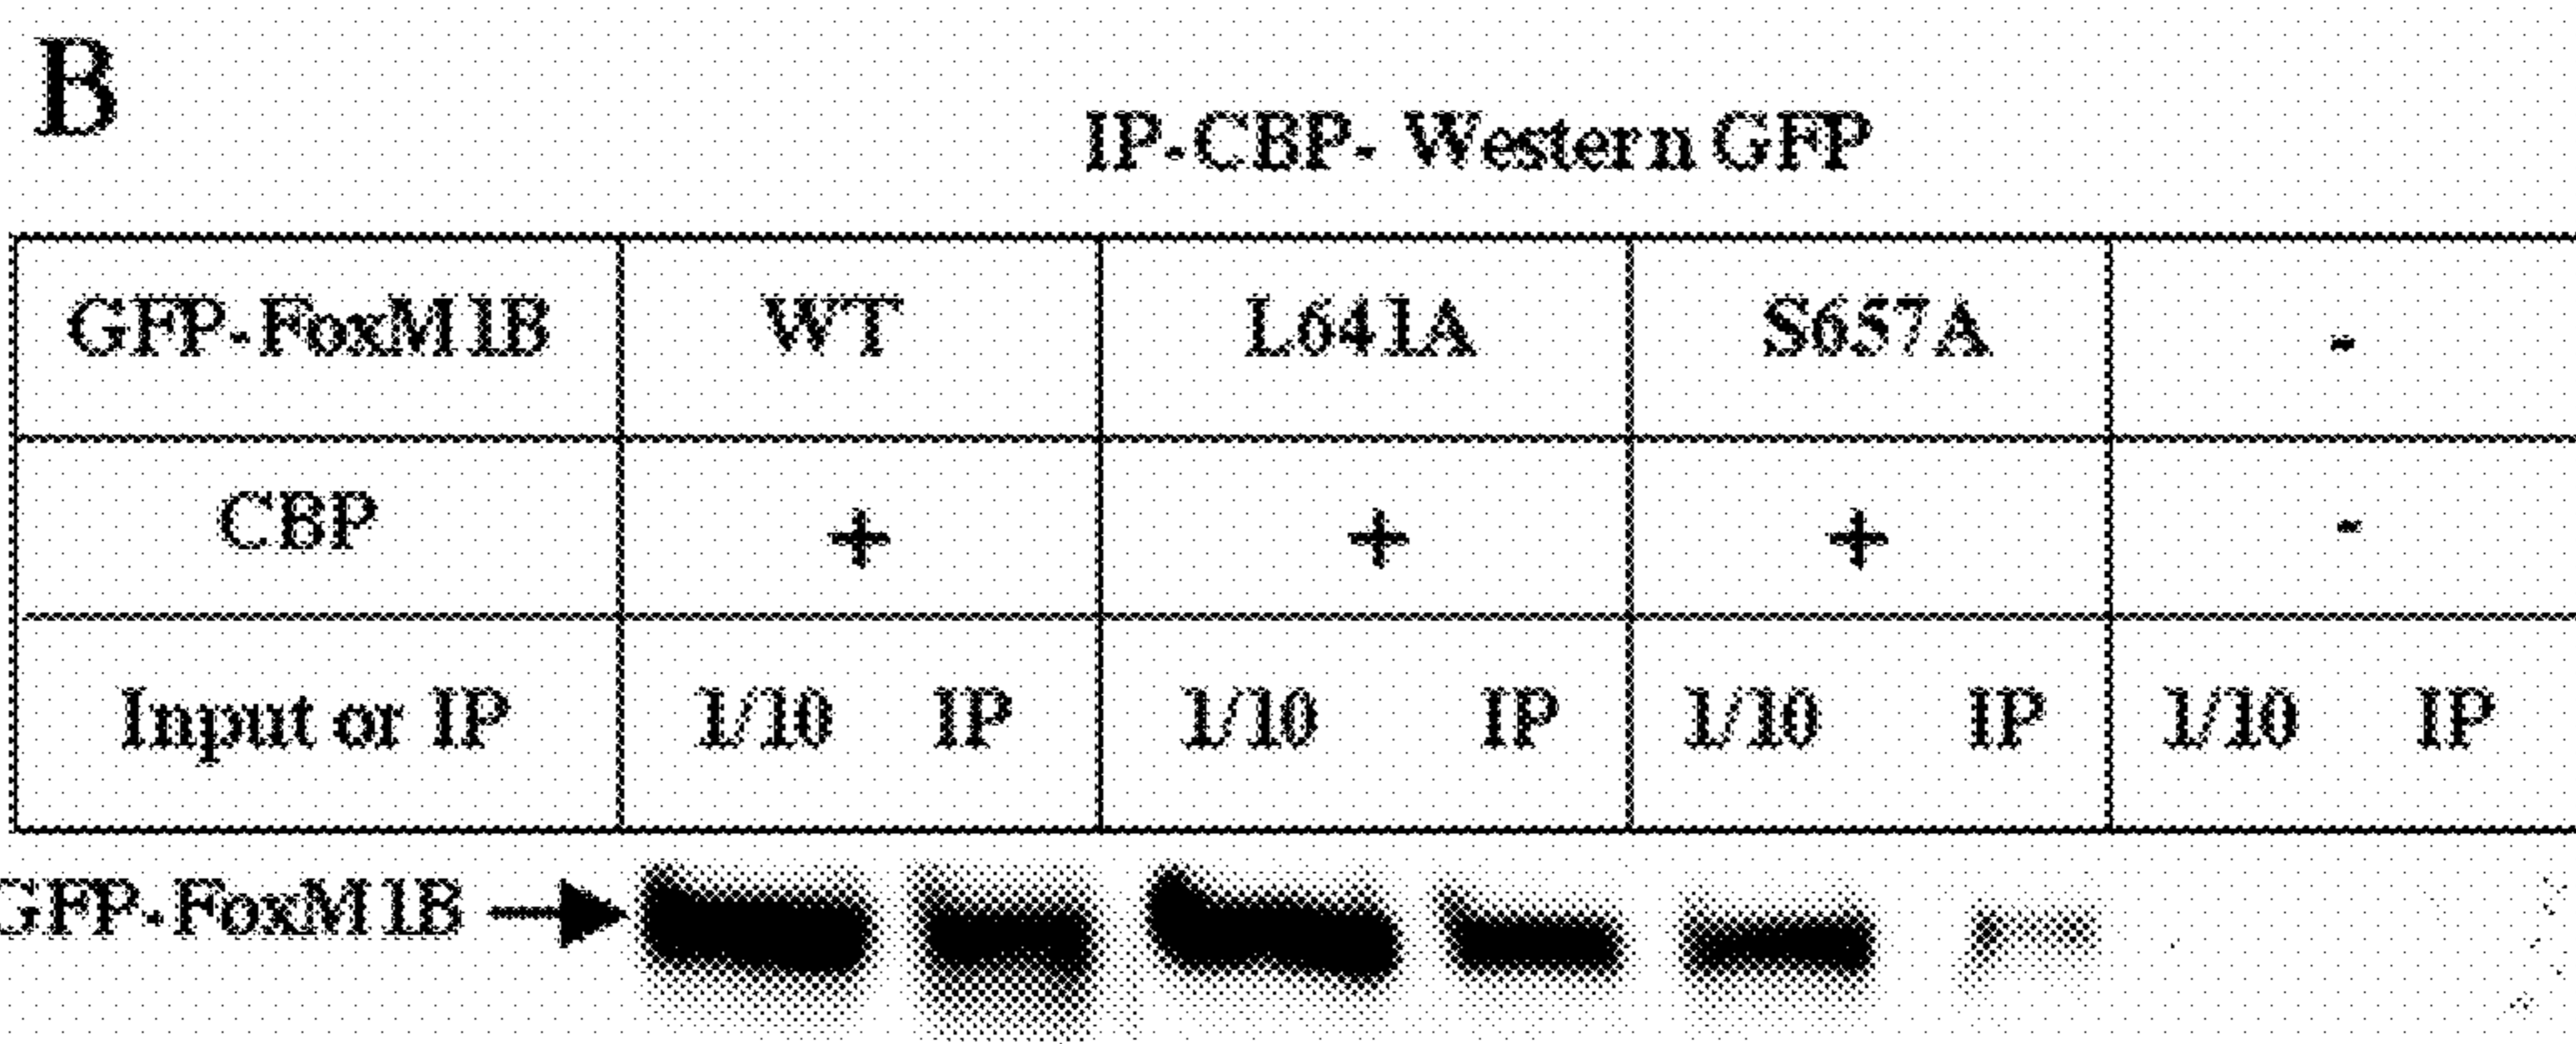 B
IP-CBP- Western GFP
GFP-FoxM1B WT L641A S657A -
CBP + + + -
Input or IP 1/10 IP 1/10 IP 1/10 IP 1/10 IP
GFP-FoxM1B